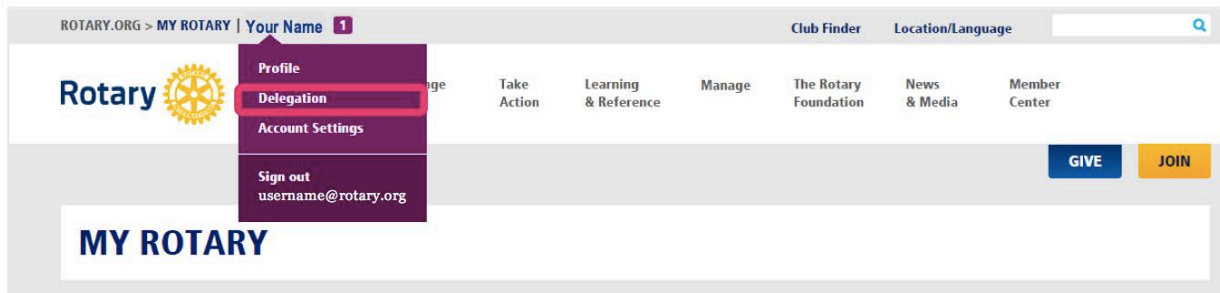 ROTARY.ORG > MY ROTARY | Your Name 1
Club Finder Location/Language
Profile
Delegation
Account Settings
Sign out
username@rotary.org
Rotary
Take
Action
Learning
& Reference
Manage
The Rotary
Foundation
News
& Media
Member
Center
GIVE JOIN
MY ROTARY